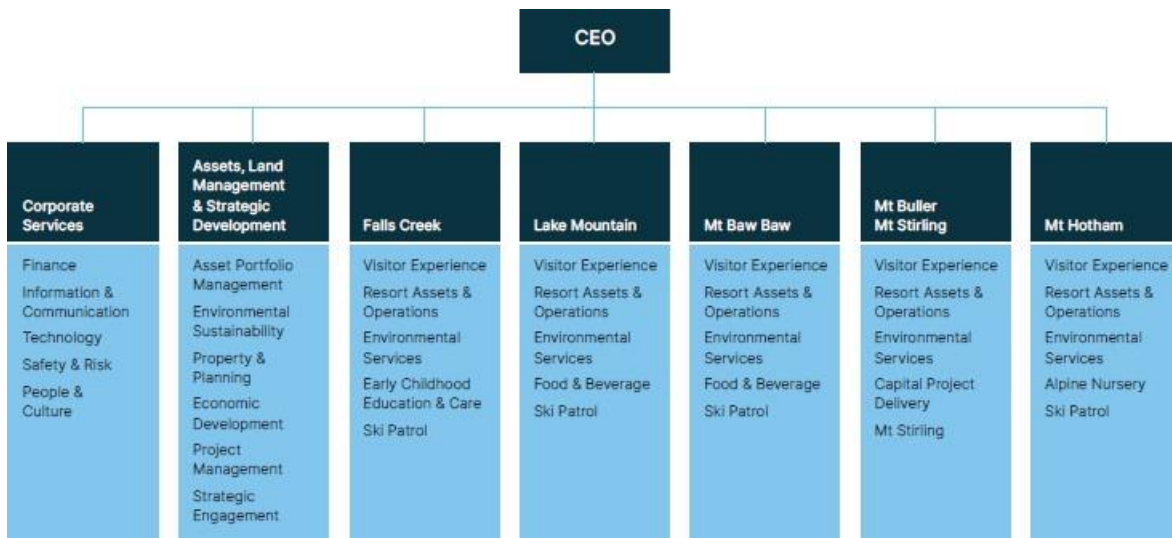 CEO
Corporate
Services
Finance
Information &
Communication
Technology
Safety & Risk
People &
Culture
Assets, Land
Management
& Strategic
Development
Asset Portfolio
Management
Environmental
Sustainability
Property &
Planning
Economic
Development
Project
Management
Strategic
Engagement
Falls Creek
Visitor Experience
Resort Assets &
Operations
Environmental
Services
Early Childhood
Education & Care
Ski Patrol
Lake Mountain
Visitor Experience
Resort Assets &
Operations
Environmental
Services
Food & Beverage
Ski Patrol
Mt Baw Baw
Visitor Experience
Resort Assets &
Operations
Environmental
Services
Food & Beverage
Ski Patrol
Mt Buller
Mt Stirling
Visitor Experience
Resort Assets &
Operations
Environmental
Services
Capital Project
Delivery
Mt Stirling
Mt Hotham
Visitor Experience
Resort Assets &
Operations
Environmental
Services
Alpine Nursery
Ski Patrol